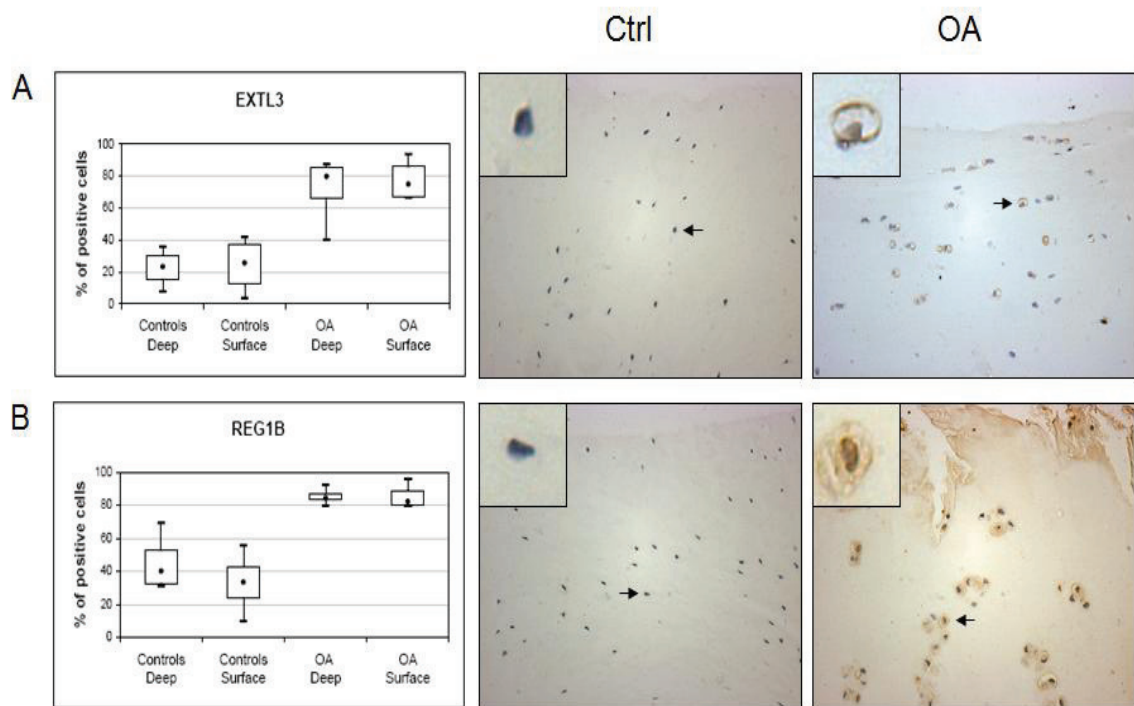 Ctrl
OA
A
EXTL3
% of positive cells
100
80
60
40
20
0
Controls
Deep
Controls
Surface
OA
Deep
OA
Surface
B
REG1B
% of positive cells
100
80
60
40
20
0
Controls
Deep
Controls
Surface
OA
Deep
OA
Surface